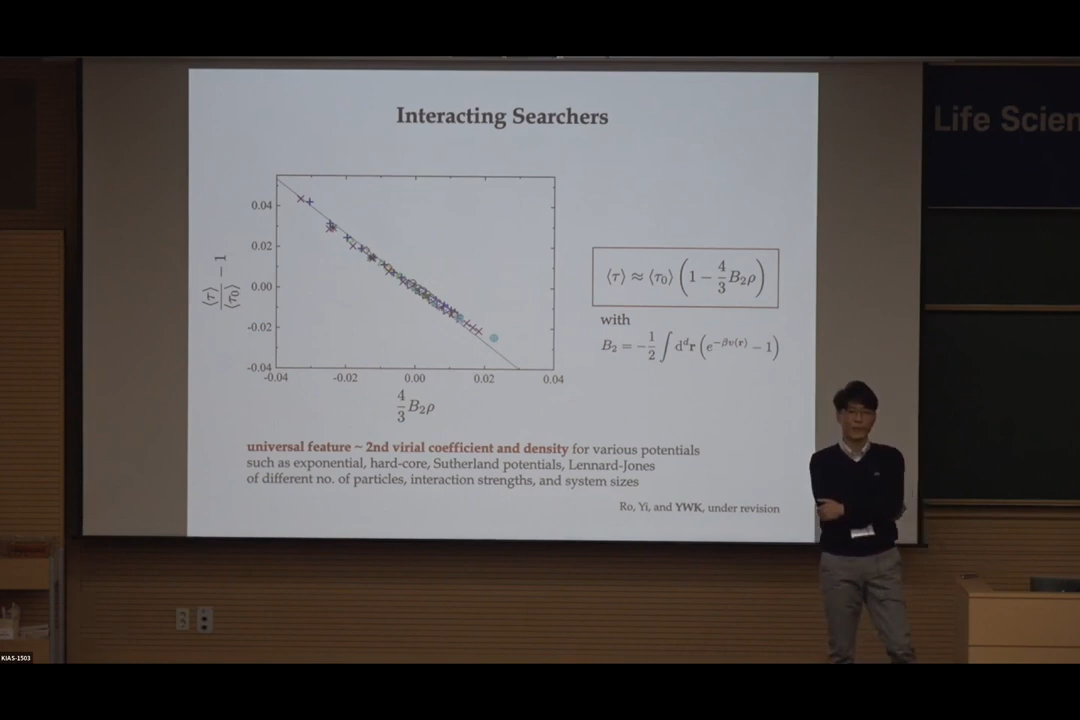 Interacting Searchers
0.04
0.02
0.00
-0.02
-0.04
-0.04
-0.02
0.00
0.02
0.04
⟨τ⟩/⟨τ₀⟩ − 1
4/3 B₂ρ
⟨τ⟩ ≈ ⟨τ₀⟩ (1 − 4/3 B₂ρ)
with
B₂ = −1/2 ∫ dᵈr (e^{−βv(r)} − 1)
universal feature ~ 2nd virial coefficient and density for various potentials
such as exponential, hard-core, Sutherland potentials, Lennard-Jones
of different no. of particles, interaction strengths, and system sizes
Ro, Yi, and YWK, under revision
Life Scien
KIAS-1503